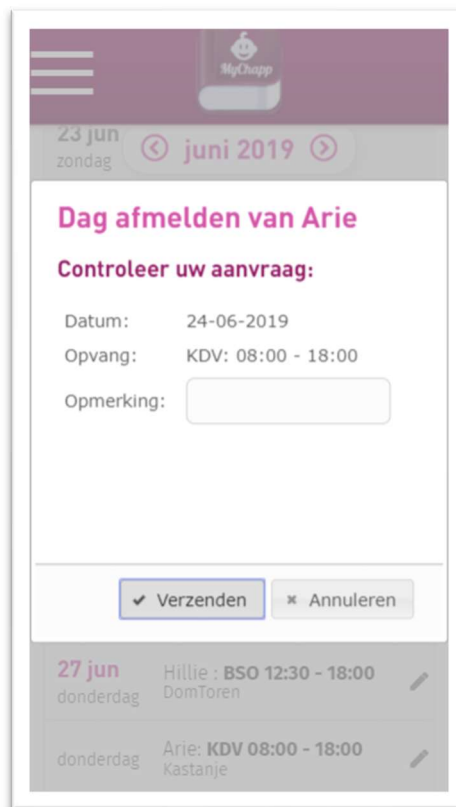 MyChapp
23 jun
zondag
juni 2019
Dag afmelden van Arie
Controleer uw aanvraag:
Datum: 24-06-2019
Opvang: KDV: 08:00 - 18:00
Opmerking:
Verzenden Annuleren
27 jun
donderdag
Hillie : BSO 12:30 - 18:00
DomToren
donderdag
Arie: KDV 08:00 - 18:00
Kastanje